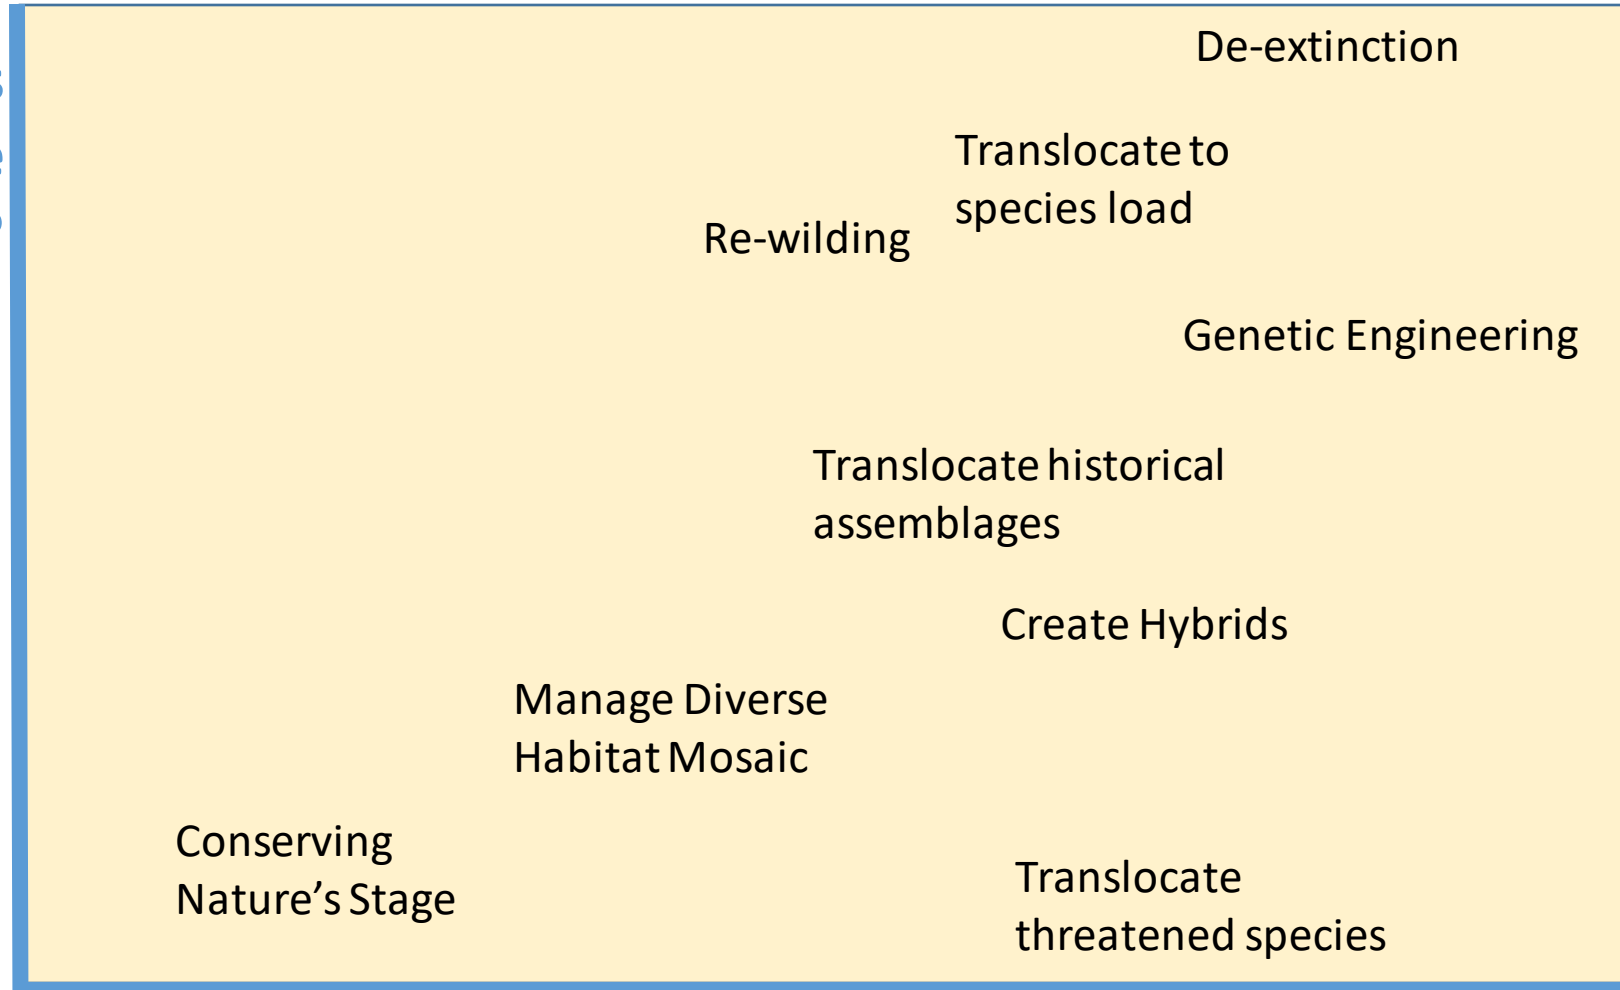 De-extinction
Translocate to
species load
Re-wilding
Genetic Engineering
Translocate historical
assemblages
Create Hybrids
Manage Diverse
Habitat Mosaic
Conserving
Nature's Stage
Translocate
threatened species